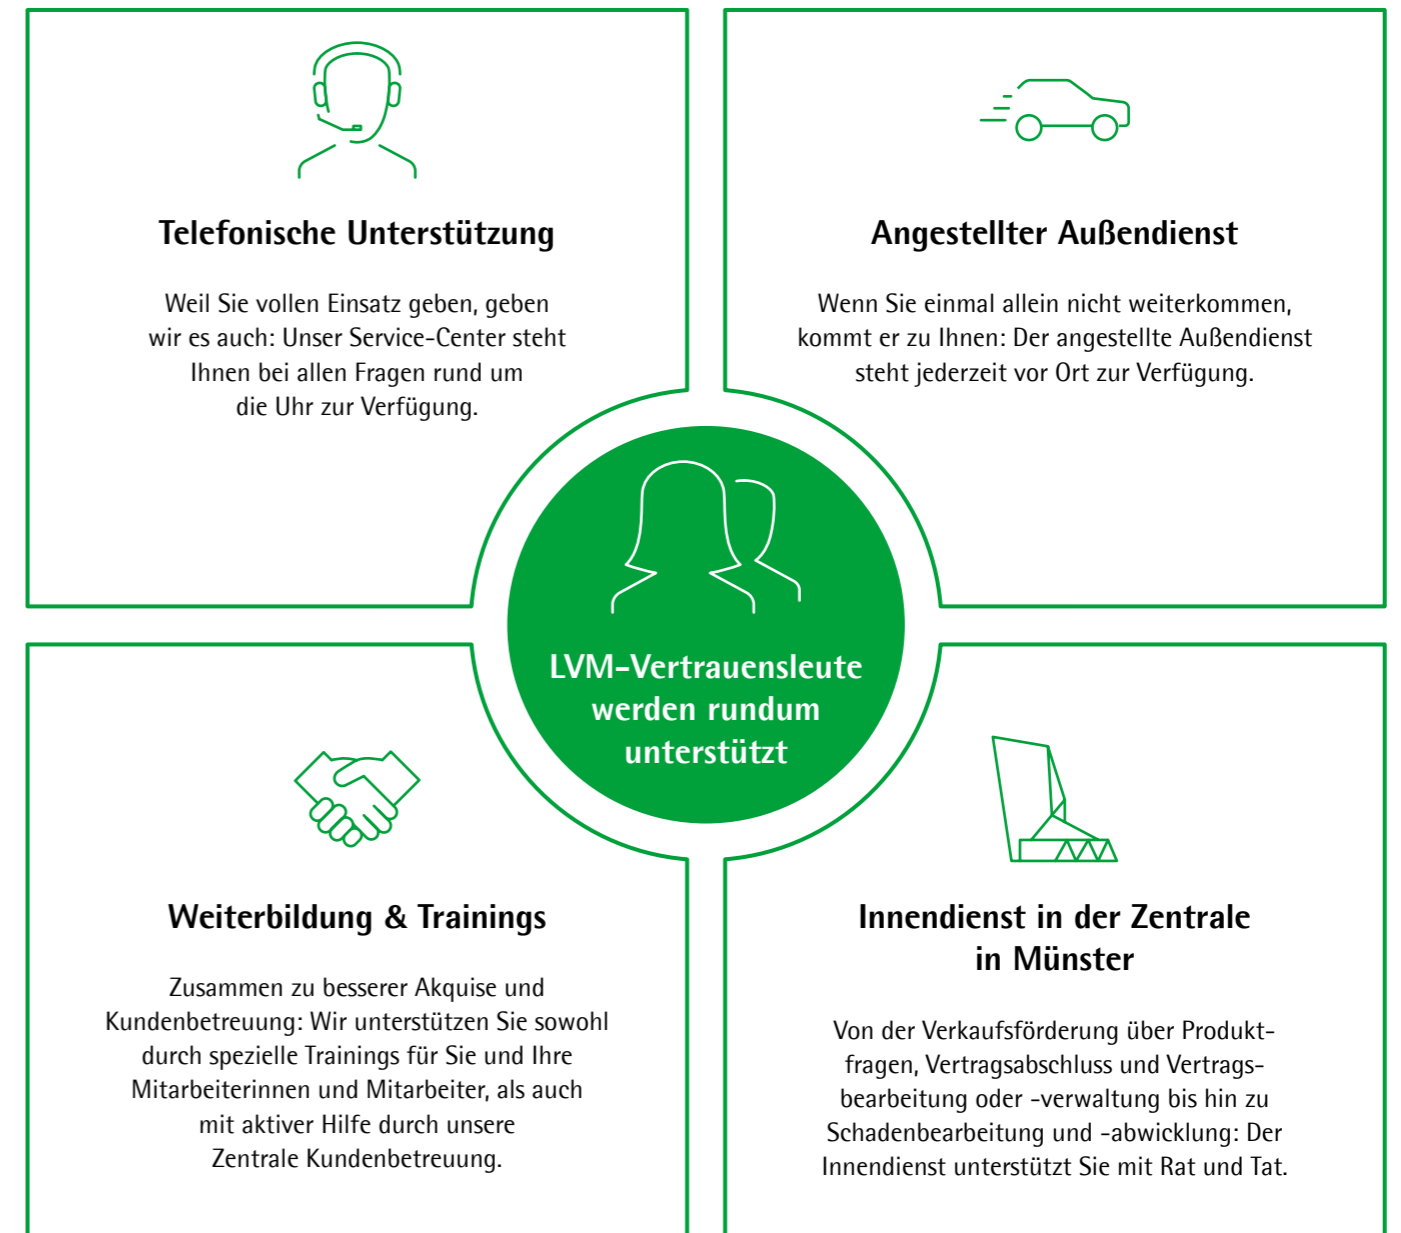 Telefonische Unterstützung
Weil Sie vollen Einsatz geben, geben
wir es auch: Unser Service-Center steht
Ihnen bei allen Fragen rund um
die Uhr zur Verfügung.
Angestellter Außendienst
Wenn Sie einmal allein nicht weiterkommen,
kommt er zu Ihnen: Der angestellte Außendienst
steht jederzeit vor Ort zur Verfügung.
LVM-Vertrauensleute
werden rundum
unterstützt
Weiterbildung & Trainings
Zusammen zu besserer Akquise und
Kundenbetreuung: Wir unterstützen Sie sowohl
durch spezielle Trainings für Sie und Ihre
Mitarbeiterinnen und Mitarbeiter, als auch
mit aktiver Hilfe durch unsere
Zentrale Kundenbetreuung.
Innendienst in der Zentrale
in Münster
Von der Verkaufsförderung über Produkt-
fragen, Vertragsabschluss und Vertrags-
bearbeitung oder -verwaltung bis hin zu
Schadenbearbeitung und -abwicklung: Der
Innendienst unterstützt Sie mit Rat und Tat.